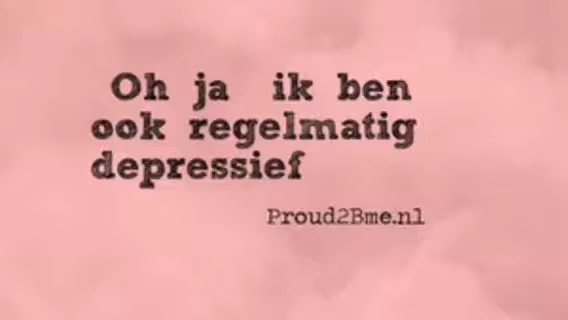 Oh ja ik ben
ook regelmatig
depressief
Proud2Bme.nl